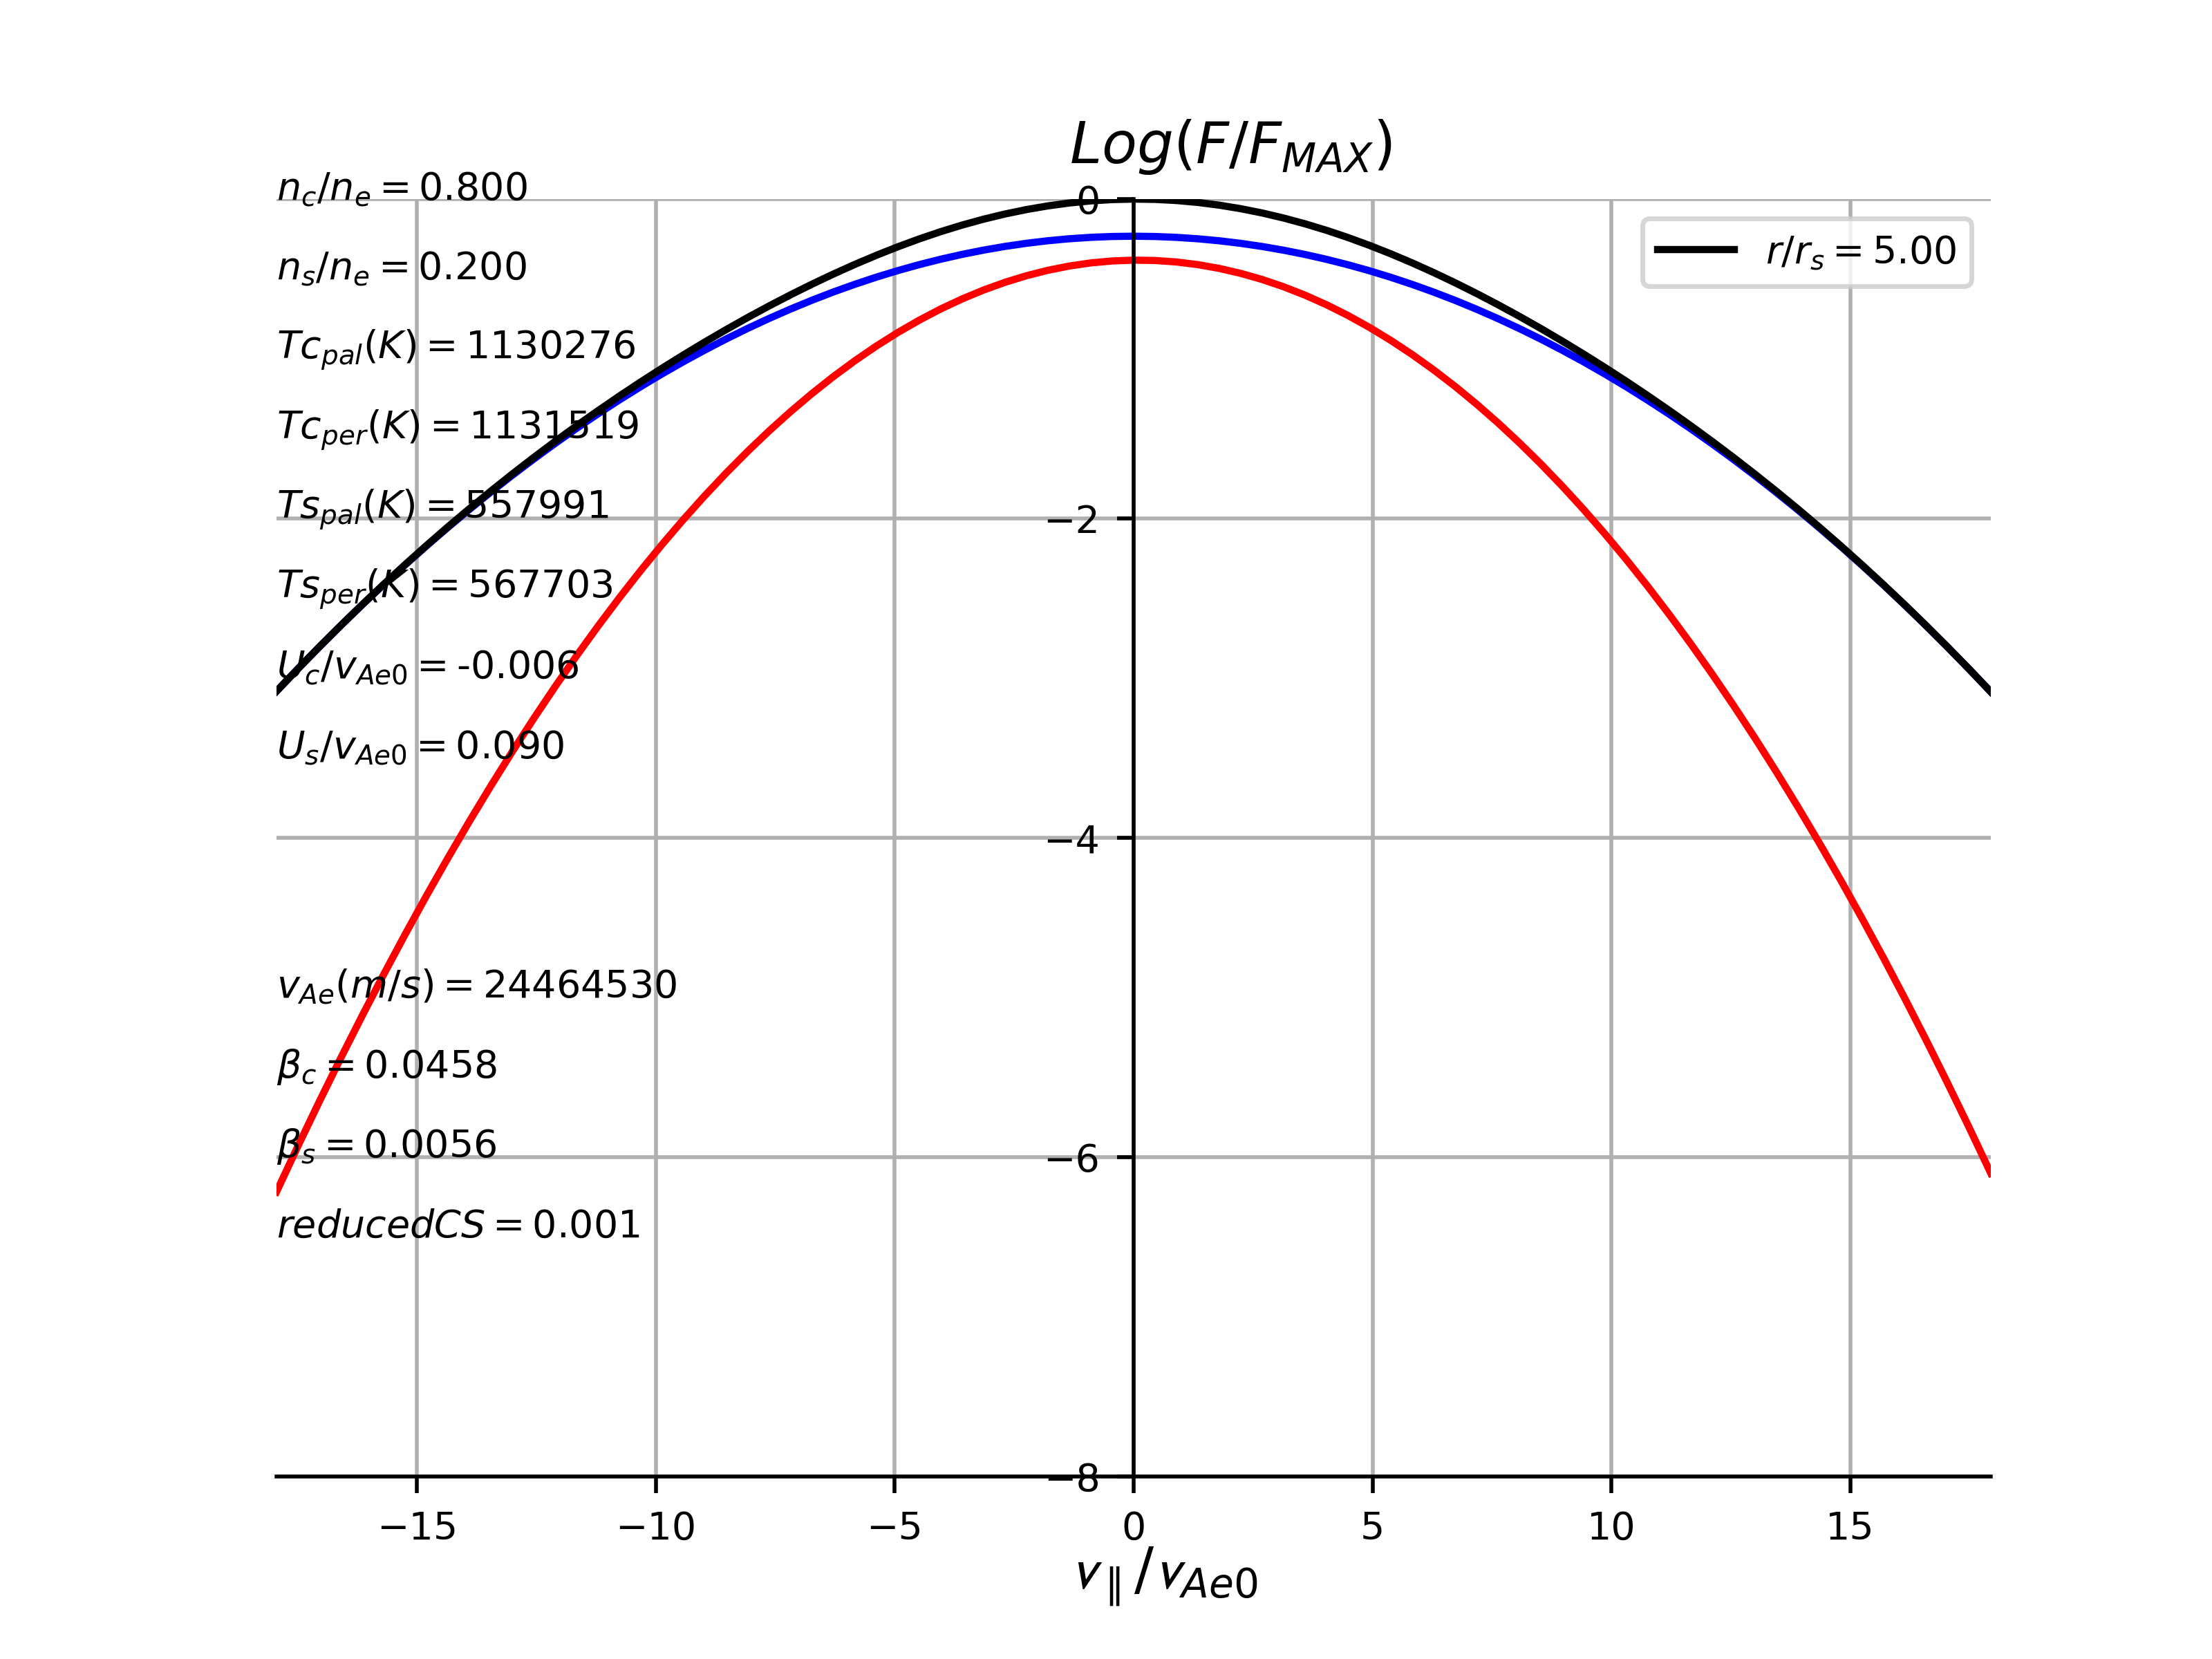 Log(F/F_MAX)
n_c/n_e = 0.800
0
n_s/n_e = 0.200
r/r_s = 5.00
Tc_pal(K) = 1130276
Tc_per(K) = 1131519
Ts_pal(K) = 557991
−2
Ts_per(K) = 567703
U_c/v_Ae0 = -0.006
U_s/v_Ae0 = 0.090
−4
v_Ae(m/s) = 24464530
β_c = 0.0458
β_s = 0.0056
−6
reducedCS = 0.001
−8
−15 −10 −5 0 5 10 15
v_∥/v_Ae0